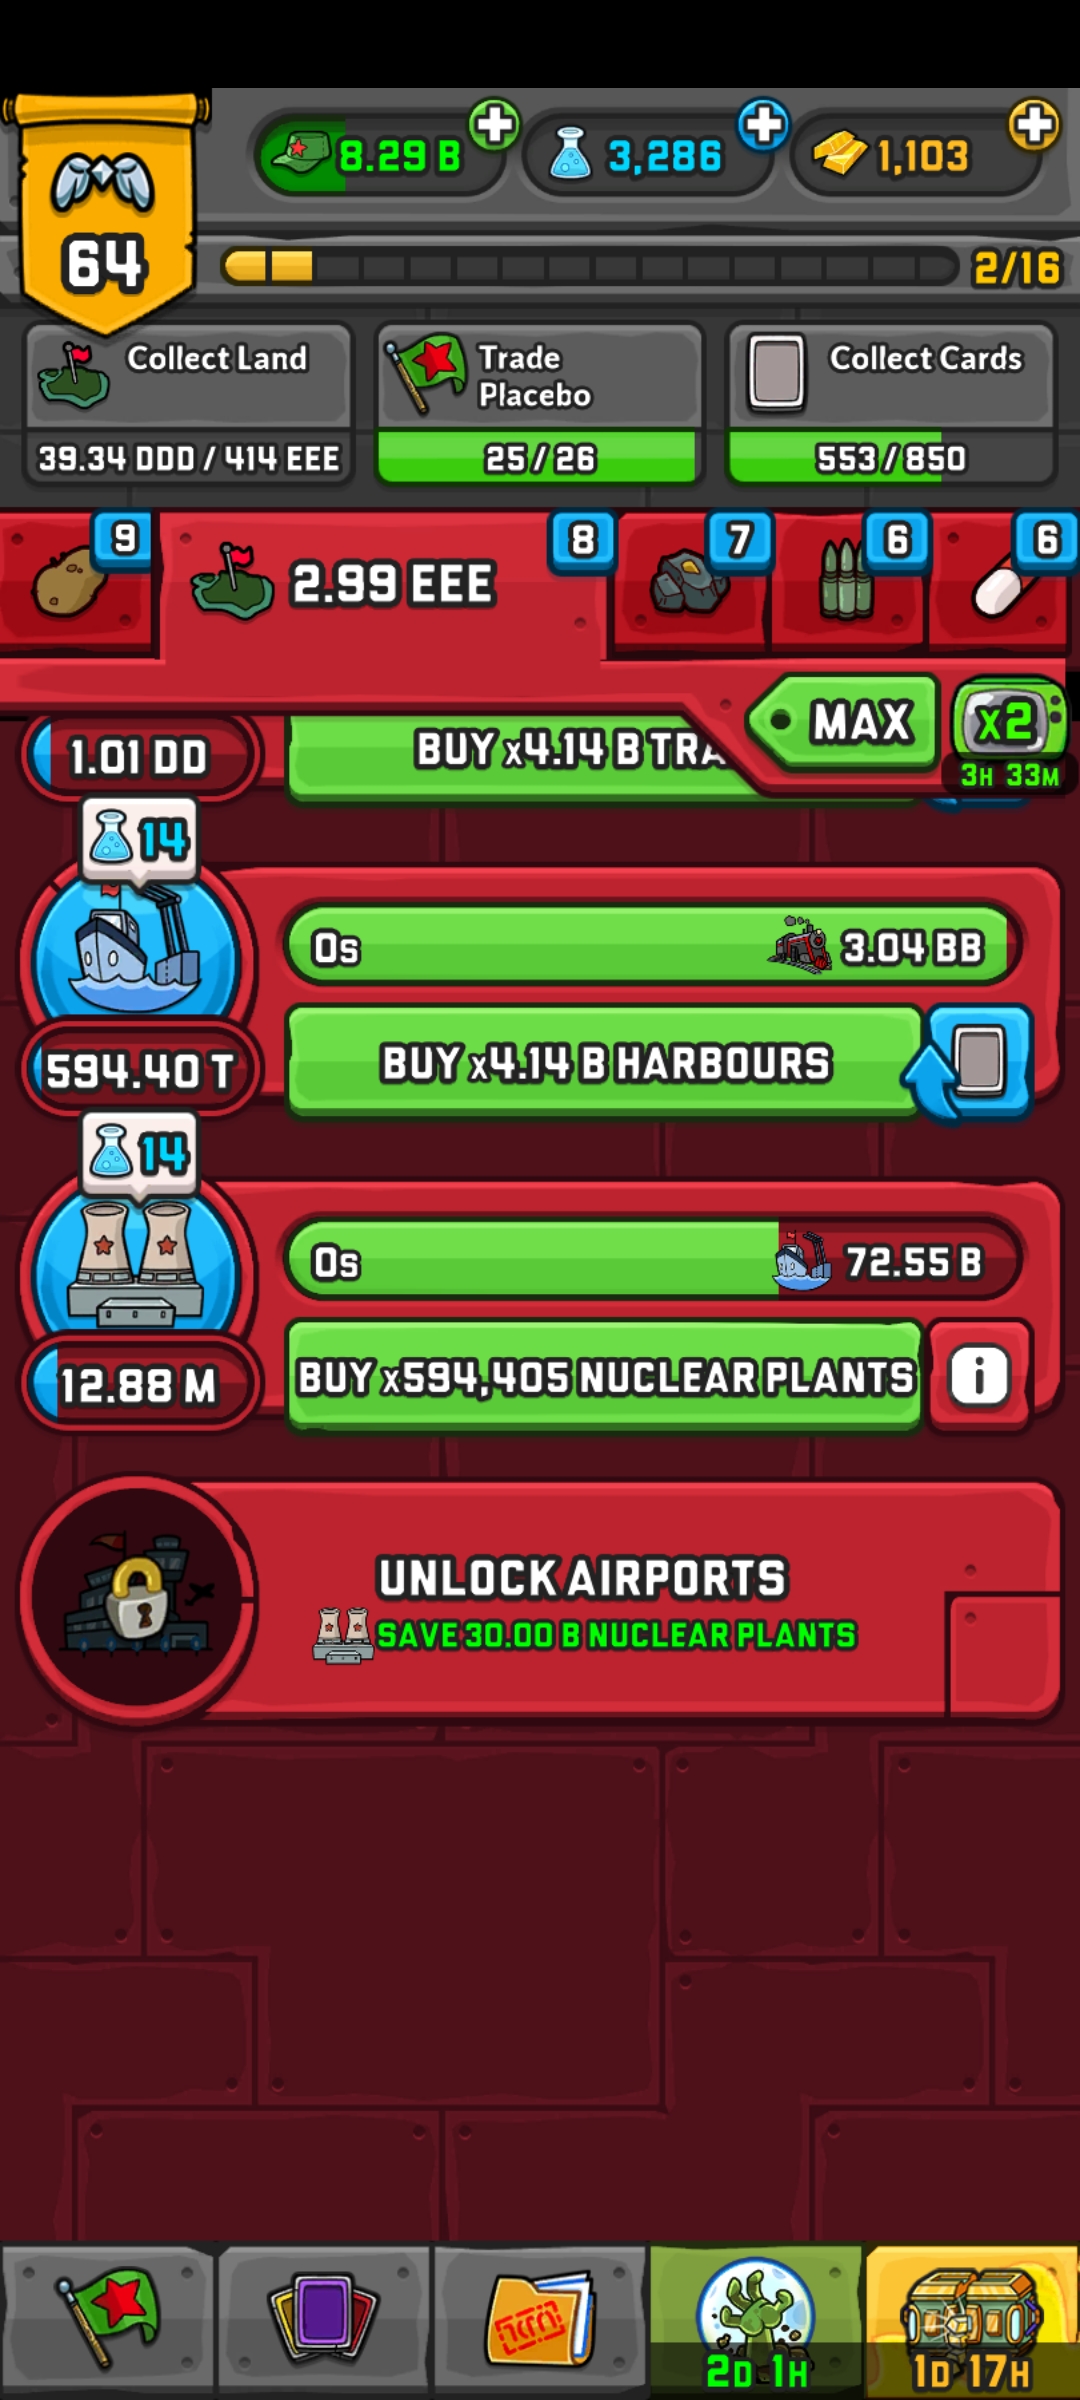 8.29 B
3,286
1,103
64
2/16
Collect Land
39.34 DDD / 414 EEE
Trade
Placebo
25 / 26
Collect Cards
553 / 850
9
2.99 EEE
8
7
6
6
MAX
x2
3H 33M
1.01 DD
BUY x4.14 B
14
0s
3.04 BB
594.40 T
BUY x4.14 B HARBOURS
14
0s
72.55 B
12.88 M
BUY x594,405 NUCLEAR PLANTS
i
UNLOCK AIRPORTS
SAVE 30.00 B NUCLEAR PLANTS
2D 1H
1D 17H